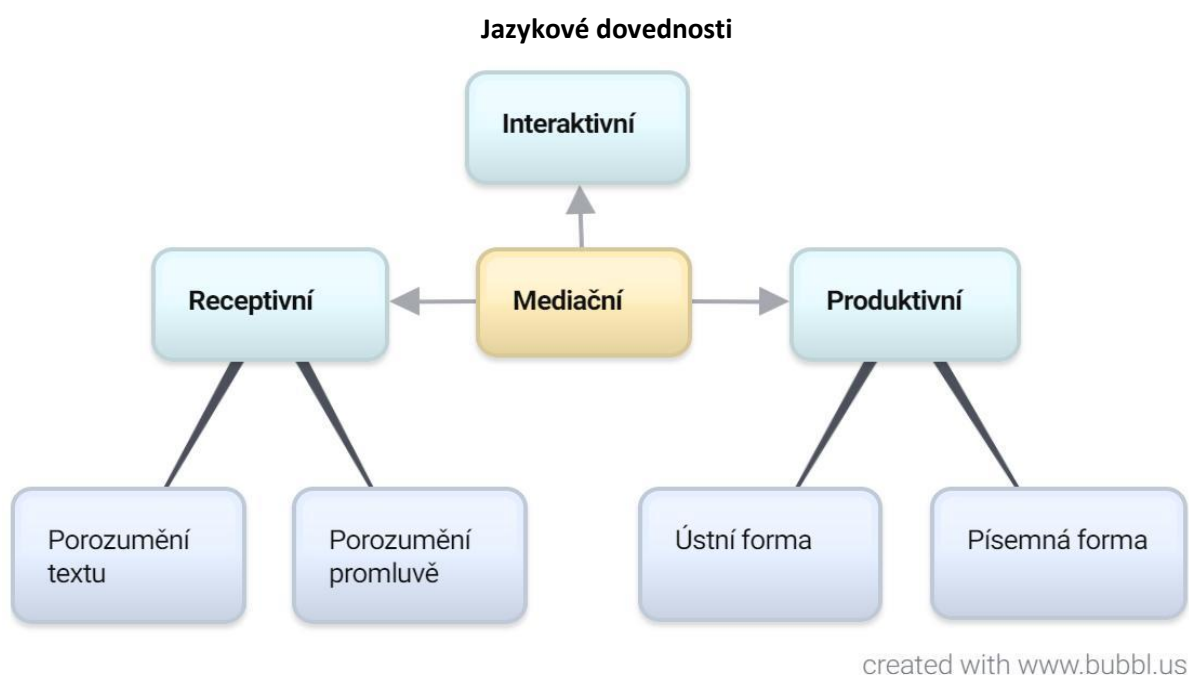 Jazykové dovednosti
Interaktivní
Receptivní
Mediační
Produktivní
Porozumění
textu
Porozumění
promluvě
Ústní forma
Písemná forma
created with www.bubbl.us